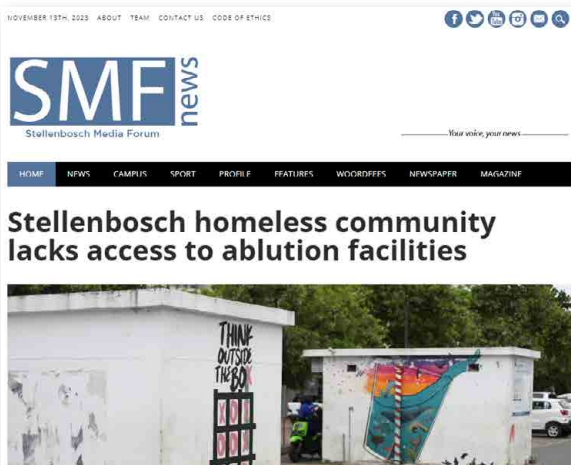 NOVEMBER 13TH, 2023 ABOUT TEAM CONTACT US CODE OF ETHICS
SMF news
Stellenbosch Media Forum
Your voice, your news
HOME NEWS CAMPUS SPORT PROFILE FEATURES WOORDFEES NEWSPAPER MAGAZINE
Stellenbosch homeless community
lacks access to ablution facilities
THINK
OUTSIDE
THE BOX